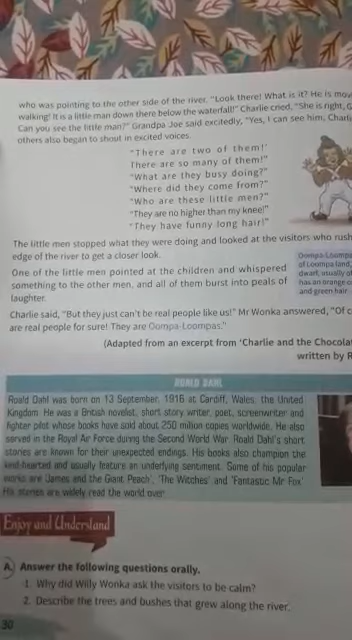 who was pointing to the other side of the river. "Look there! What is it? He is
walking! It is a little man down there below the waterfall!" Charlie cried, "She is right,
Can you see the little man?" Grandpa Joe said excitedly, "Yes, I can see him,
others also began to shout in excited voices.
"There are two of them!"
There are so many of them!"
"What are they busy doing?"
"Where did they come from?"
"Who are these little men?"
"They are no higher than my knee!"
"They have funny long hair!"
The little men stopped what they were doing and looked at the visitors who
edge of the river to get a closer look.
One of the little men pointed at the children and whispered
something to the other men, and all of them burst into peals of
laughter.
of Loompa land,
dwarf, usually
has an orange
and green hair
Charlie said, "But they just can't be real people like us!" Mr Wonka answered, "Of
are real people for sure! They are Oompa-Loompas."
(Adapted from an excerpt from 'Charlie and the
written by
ROALD DAHL
Roald Dahl was born on 13 September, 1916 at Cardiff, Wales, the United
Kingdom. He was a British novelist, short story writer, poet, screenwriter and
fighter pilot whose books have sold about 250 million copies worldwide. He also
served in the Royal Air Force during the Second World War. Roald Dahl's short
stories are known for their unexpected endings. His books also champion the
kind-hearted and usually feature an underlying sentiment. Some of his popular
works are 'James and the Giant Peach', 'The Witches' and 'Fantastic Mr Fox'
His stories are widely read the world over
Enjoy and Understand
A. Answer the following questions orally.
1. Why did Willy Wonka ask the visitors to be calm?
2. Describe the trees and bushes that grew along the river.
30